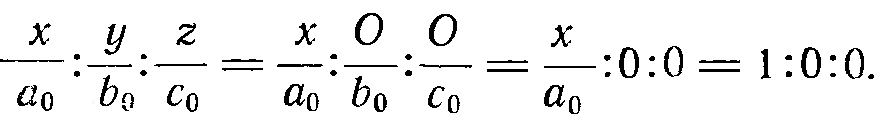 x/a₀ : y/b₀ : z/c₀ = x/a₀ : O/b₀ : O/c₀ = x/a₀ : 0 : 0 = 1 : 0 : 0.